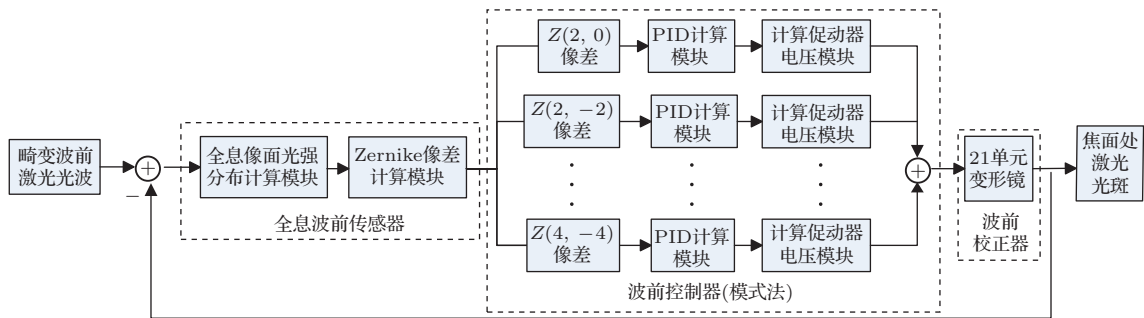 畸变波前
激光光波
+
−
全息像面光强
分布计算模块
Zernike像差
计算模块
全息波前传感器
Z(2, 0)
像差
PID计算
模块
计算促动器
电压模块
Z(2, −2)
像差
PID计算
模块
计算促动器
电压模块
Z(4, −4)
像差
PID计算
模块
计算促动器
电压模块
波前控制器(模式法)
+
21单元
变形镜
波前
校正器
焦面处
激光
光斑